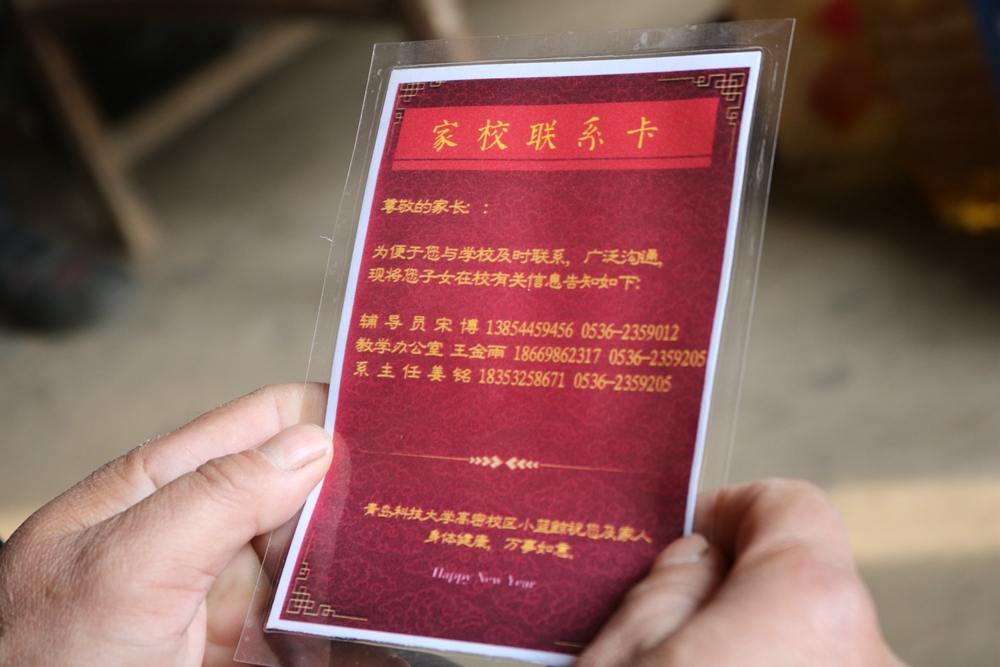 家校联系卡
尊敬的家长：：
为便于您与学校及时联系，广泛沟通，
现将您子女在校有关信息告知如下：
辅导员宋博 13854459456 0536-2359012
教学办公室 王金雨 18669862317 0536-2359205
系主任姜铭 18353258671 0536-2359205
青岛科技大学高密校区小蓝鲸祝您及家人
身体健康，万事如意。
Happy New Year